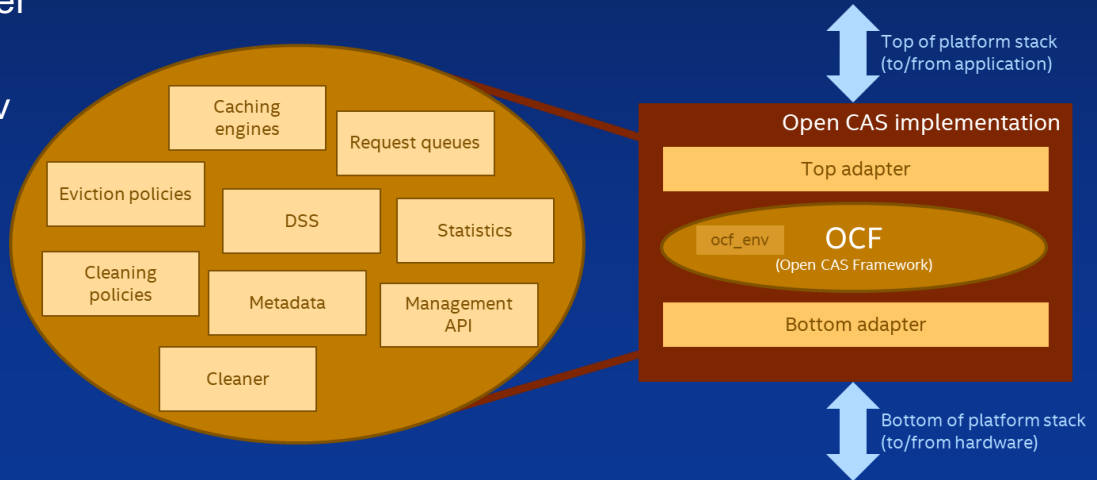 er
v
Caching
engines
Request queues
Eviction policies
DSS
Statistics
Cleaning
policies
Metadata
Management
API
Cleaner
Top of platform stack
(to/from application)
Open CAS implementation
Top adapter
ocf_env
OCF
(Open CAS Framework)
Bottom adapter
Bottom of platform stack
(to/from hardware)